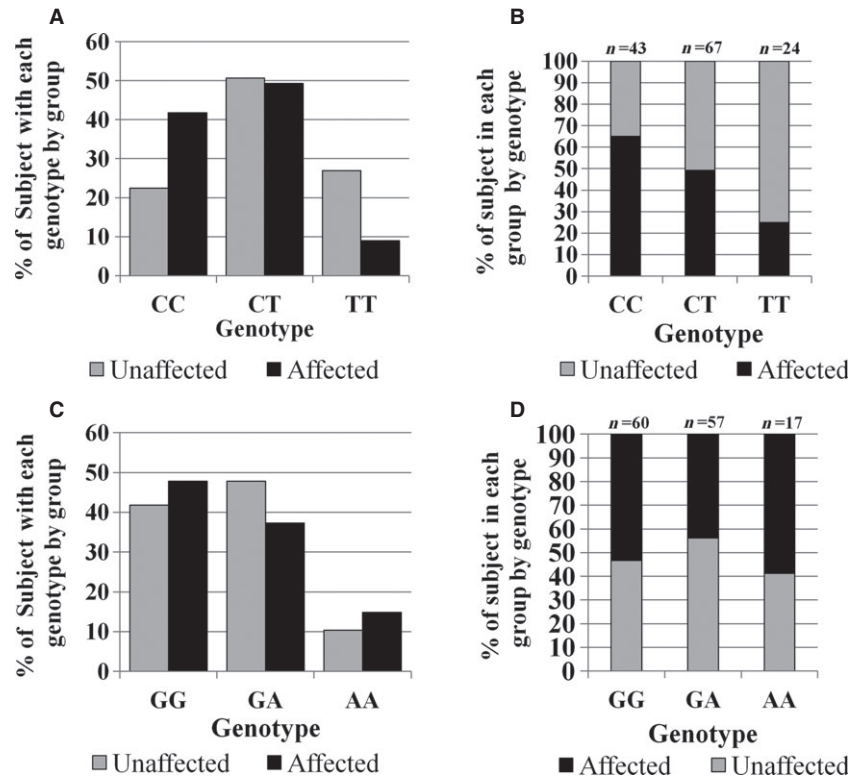 A
% of Subject with each
genotype by group
60
50
40
30
20
10
0
CC CT TT
Genotype
Unaffected Affected
B
n=43 n=67 n=24
% of subject in each
group by genotype
100
90
80
70
60
50
40
30
20
10
0
CC CT TT
Genotype
Unaffected Affected
C
% of Subject with each
genotype by group
60
50
40
30
20
10
0
GG GA AA
Genotype
Unaffected Affected
D
n=60 n=57 n=17
% of subject in each
group by genotype
100
90
80
70
60
50
40
30
20
10
0
GG GA AA
Genotype
Affected Unaffected